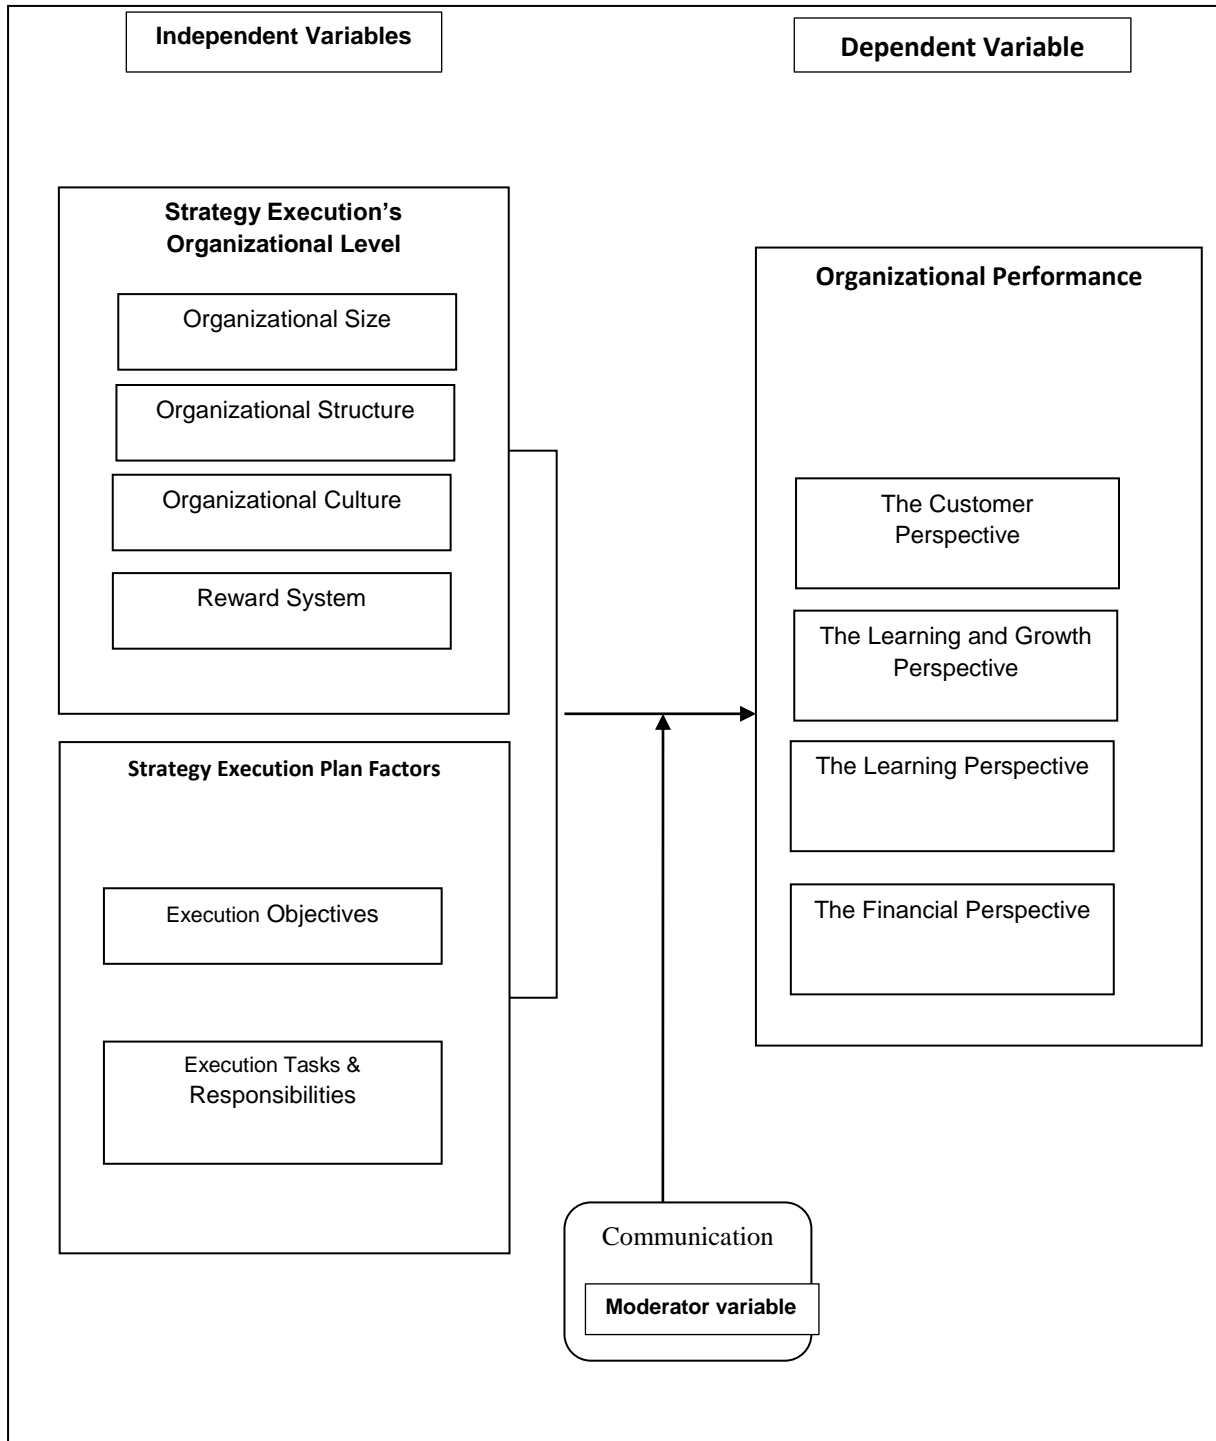 Independent Variables
Dependent Variable
Strategy Execution’s
Organizational Level
Organizational Size
Organizational Structure
Organizational Culture
Reward System
Strategy Execution Plan Factors
Execution Objectives
Execution Tasks &
Responsibilities
Organizational Performance
The Customer
Perspective
The Learning and Growth
Perspective
The Learning Perspective
The Financial Perspective
Communication
Moderator variable